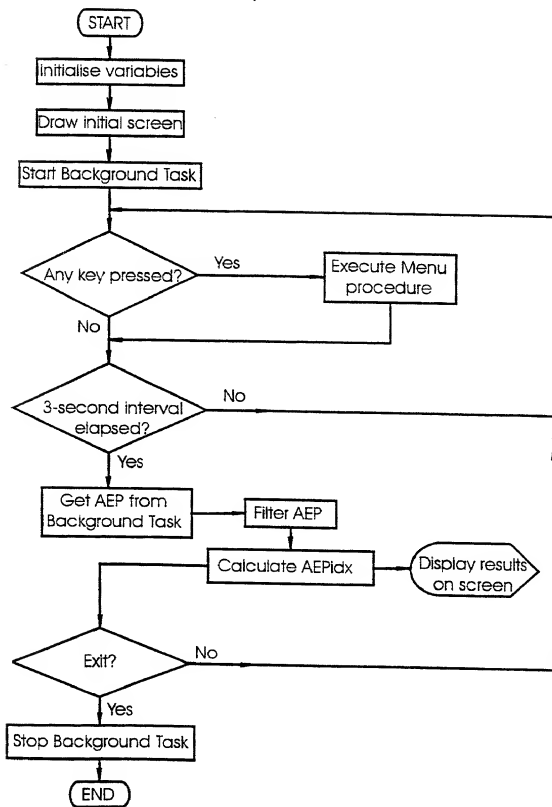 START
Initialise variables
Draw initial screen
Start Background Task
Any key pressed?
Yes
Execute Menu
procedure
No
3-second interval
elapsed?
No
Yes
Get AEP from
Background Task
Filter AEP
Calculate AEPidx
Display results
on screen
Exit?
No
Yes
Stop Background Task
END